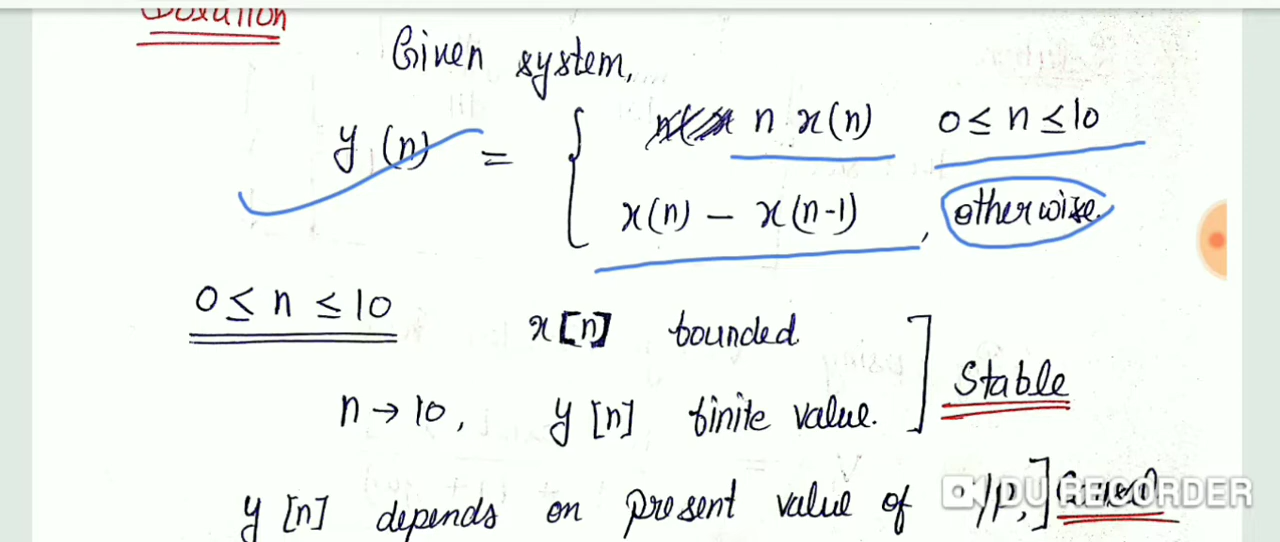 Solution
Given system,
y (n) = { n x(n) 0 ≤ n ≤ 10
x(n) – x(n-1) , otherwise.
0 ≤ n ≤ 10 x[n] bounded
n → 10, y [n] finite value. ] Stable
y [n] depends on present value of i/p, ] Causal
DU RECORDER